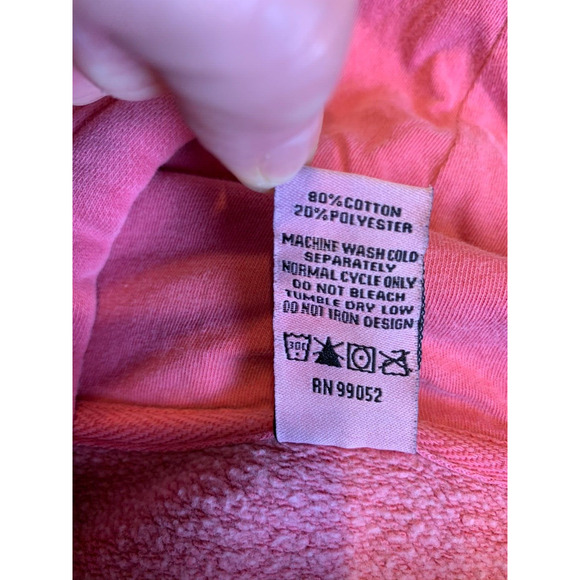 80% COTTON
20% POLYESTER
MACHINE WASH COLD
SEPARATELY
NORMAL CYCLE ONLY
DO NOT BLEACH
TUMBLE DRY LOW
DO NOT IRON DESIGN
30C
RN 99052